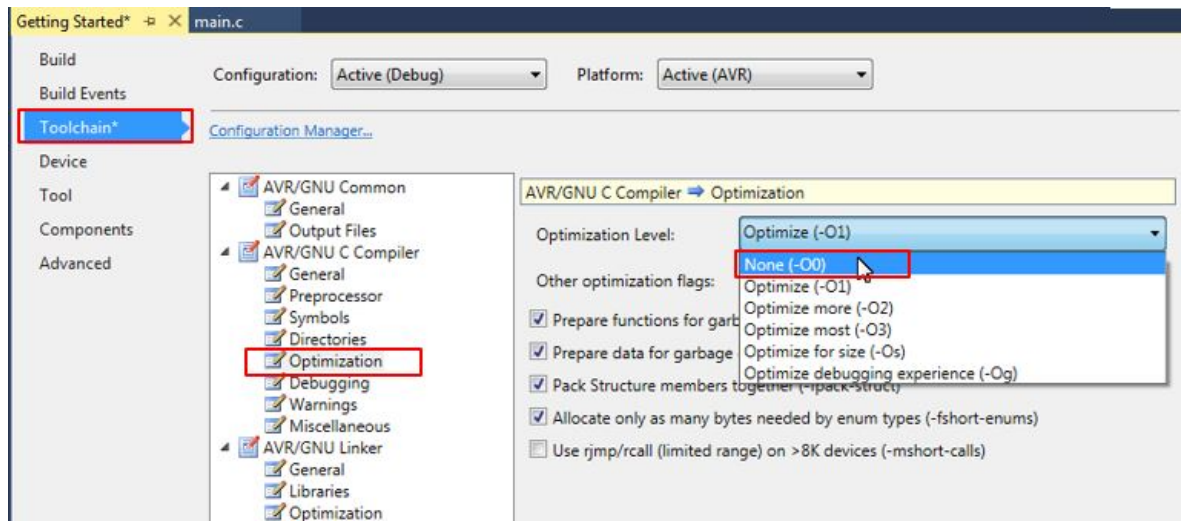 Getting Started* main.c
Build
Build Events
Toolchain*
Device
Tool
Components
Advanced
Configuration: Active (Debug) Platform: Active (AVR)
Configuration Manager...
AVR/GNU Common
General
Output Files
AVR/GNU C Compiler
General
Preprocessor
Symbols
Directories
Optimization
Debugging
Warnings
Miscellaneous
AVR/GNU Linker
General
Libraries
Optimization
AVR/GNU C Compiler Optimization
Optimization Level: Optimize (-O1)
None (-O0)
Optimize (-O1)
Optimize more (-O2)
Optimize most (-O3)
Optimize for size (-Os)
Optimize debugging experience (-Og)
Other optimization flags:
Prepare functions for garb
Prepare data for garbage
Pack Structure members together (-fpack-struct)
Allocate only as many bytes needed by enum types (-fshort-enums)
Use rjmp/rcall (limited range) on >8K devices (-mshort-calls)